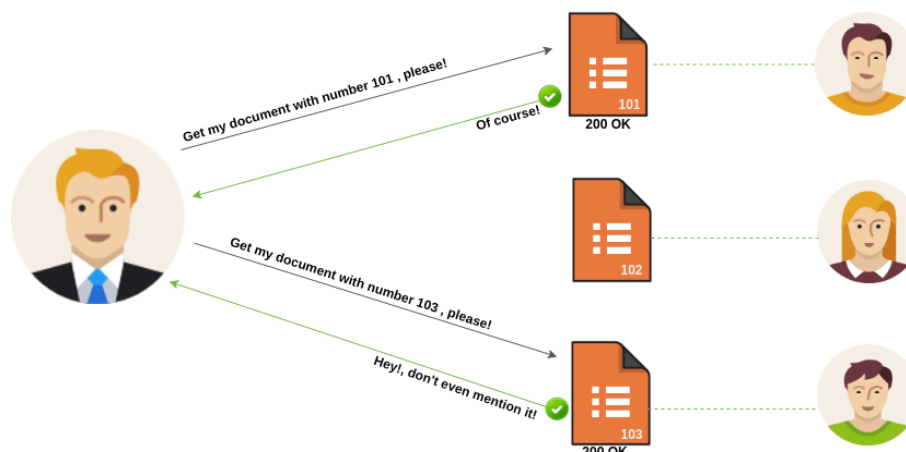 Get my document with number 101 , please!
101
Of course!
200 OK
102
Get my document with number 103 , please!
Hey!, don't even mention it!
103
200 OK